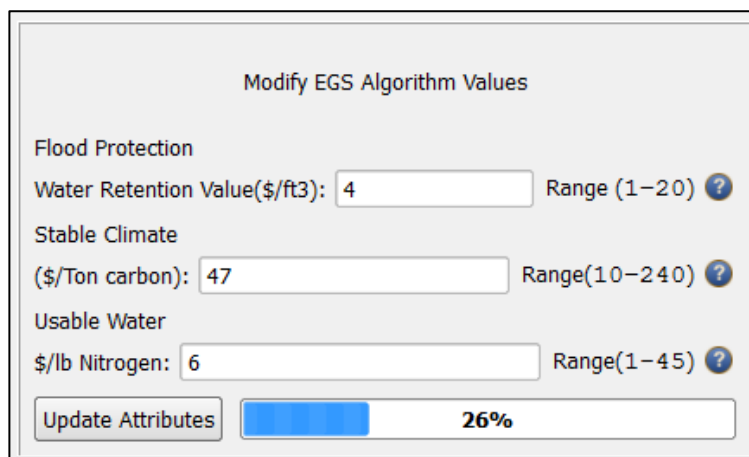 Modify EGS Algorithm Values
Flood Protection
Water Retention Value($/ft3): 4 Range (1-20) ?
Stable Climate
($/Ton carbon): 47 Range(10-240) ?
Usable Water
$/lb Nitrogen: 6 Range(1-45) ?
Update Attributes 26%